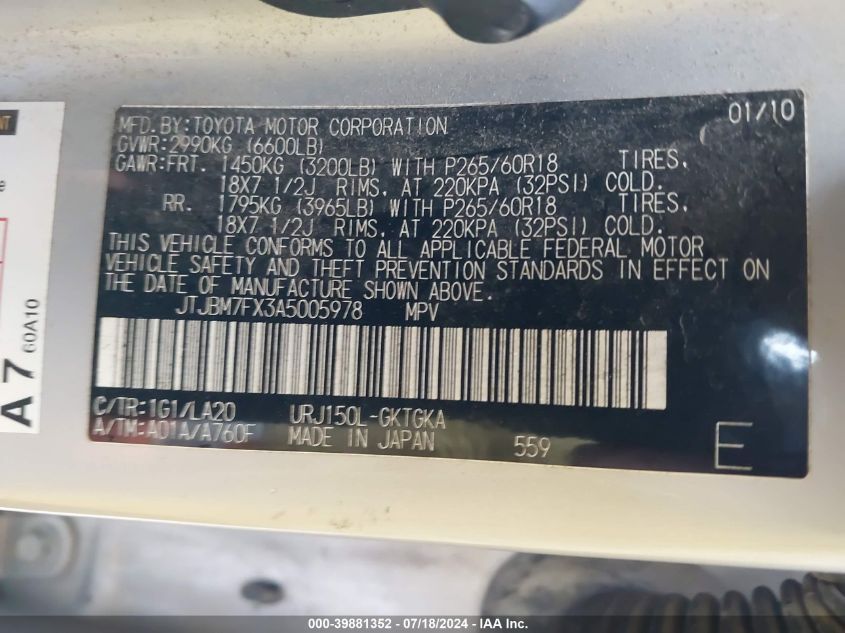 MFD.BY:TOYOTA MOTOR CORPORATION 01/10
GVWR:2990KG (6600LB)
GAWR:FRT. 1450KG (3200LB) WITH P265/60R18 TIRES,
18X7 1/2J RIMS, AT 220KPA (32PSI) COLD.
RR. 1795KG (3965LB) WITH P265/60R18 TIRES,
18X7 1/2J RIMS, AT 220KPA (32PSI) COLD.
THIS VEHICLE CONFORMS TO ALL APPLICABLE FEDERAL MOTOR
VEHICLE SAFETY AND THEFT PREVENTION STANDARDS IN EFFECT ON
THE DATE OF MANUFACTURE SHOWN ABOVE.
JTJBM7FX3A5005978 MPV
C/TR:1G1/LA20 URJ150L-GKTGKA
A/TM:A01A/A760F MADE IN JAPAN 559 E
NT
e
A7
60A10
000-39881352 - 07/18/2024 - IAA Inc.